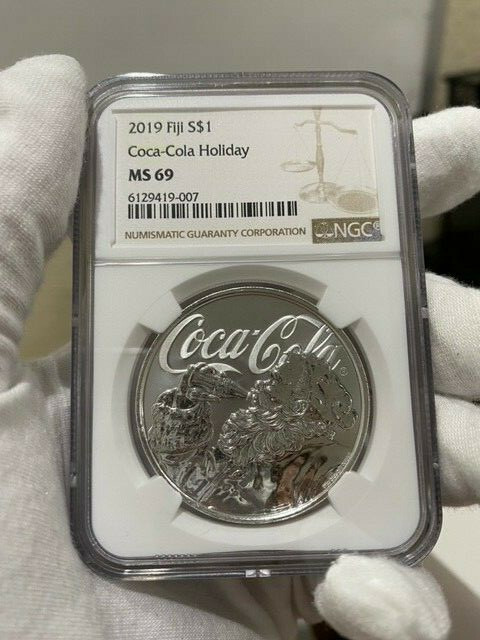 2019 Fiji S$1
Coca-Cola Holiday
MS 69
6129419-007
NUMISMATIC GUARANTY CORPORATION
NGC
Coca-Cola